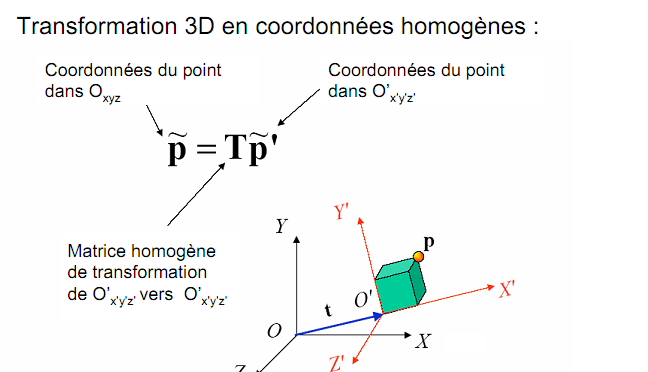 Transformation 3D en coordonnées homogènes :
Coordonnées du point
dans Oxyz
Coordonnées du point
dans O'x'y'z'
p̃ = Tp̃'
Matrice homogène
de transformation
de O'x'y'z' vers O'x'y'z'
Y
Y'
p
X'
O'
t
O
X
Z'
Z